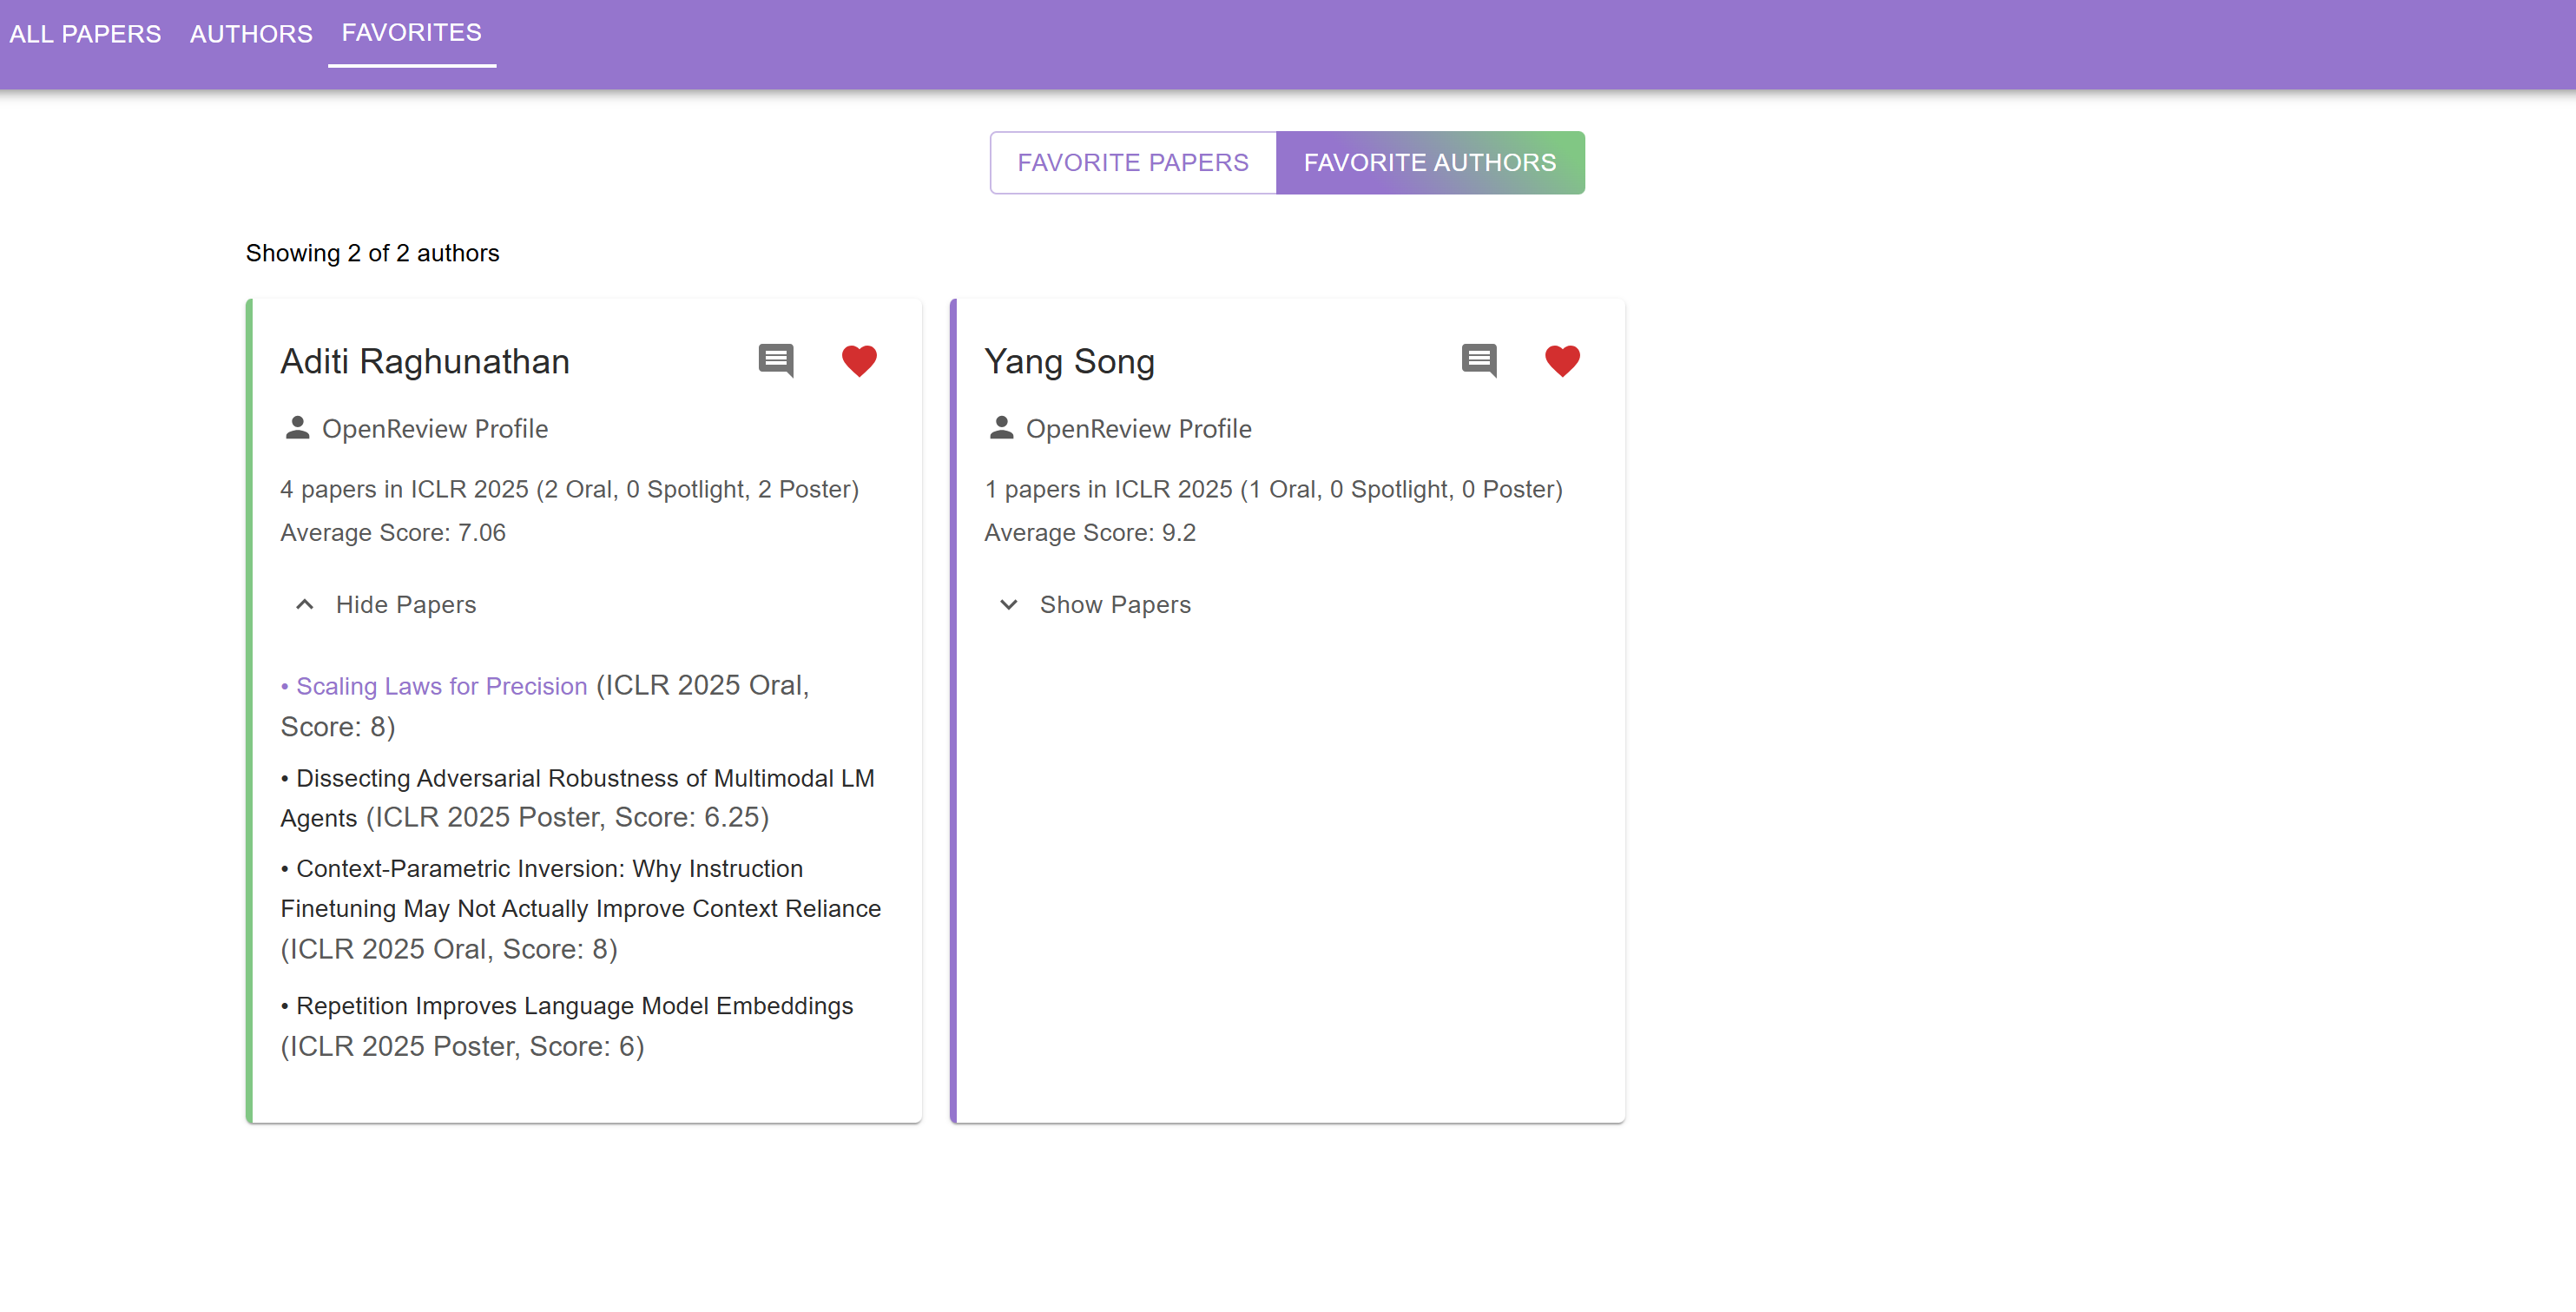 ALL PAPERS AUTHORS FAVORITES
FAVORITE PAPERS FAVORITE AUTHORS
Showing 2 of 2 authors
Aditi Raghunathan
OpenReview Profile
4 papers in ICLR 2025 (2 Oral, 0 Spotlight, 2 Poster)
Average Score: 7.06
Hide Papers
• Scaling Laws for Precision (ICLR 2025 Oral,
Score: 8)
• Dissecting Adversarial Robustness of Multimodal LM
Agents (ICLR 2025 Poster, Score: 6.25)
• Context-Parametric Inversion: Why Instruction
Finetuning May Not Actually Improve Context Reliance
(ICLR 2025 Oral, Score: 8)
• Repetition Improves Language Model Embeddings
(ICLR 2025 Poster, Score: 6)
Yang Song
OpenReview Profile
1 papers in ICLR 2025 (1 Oral, 0 Spotlight, 0 Poster)
Average Score: 9.2
Show Papers